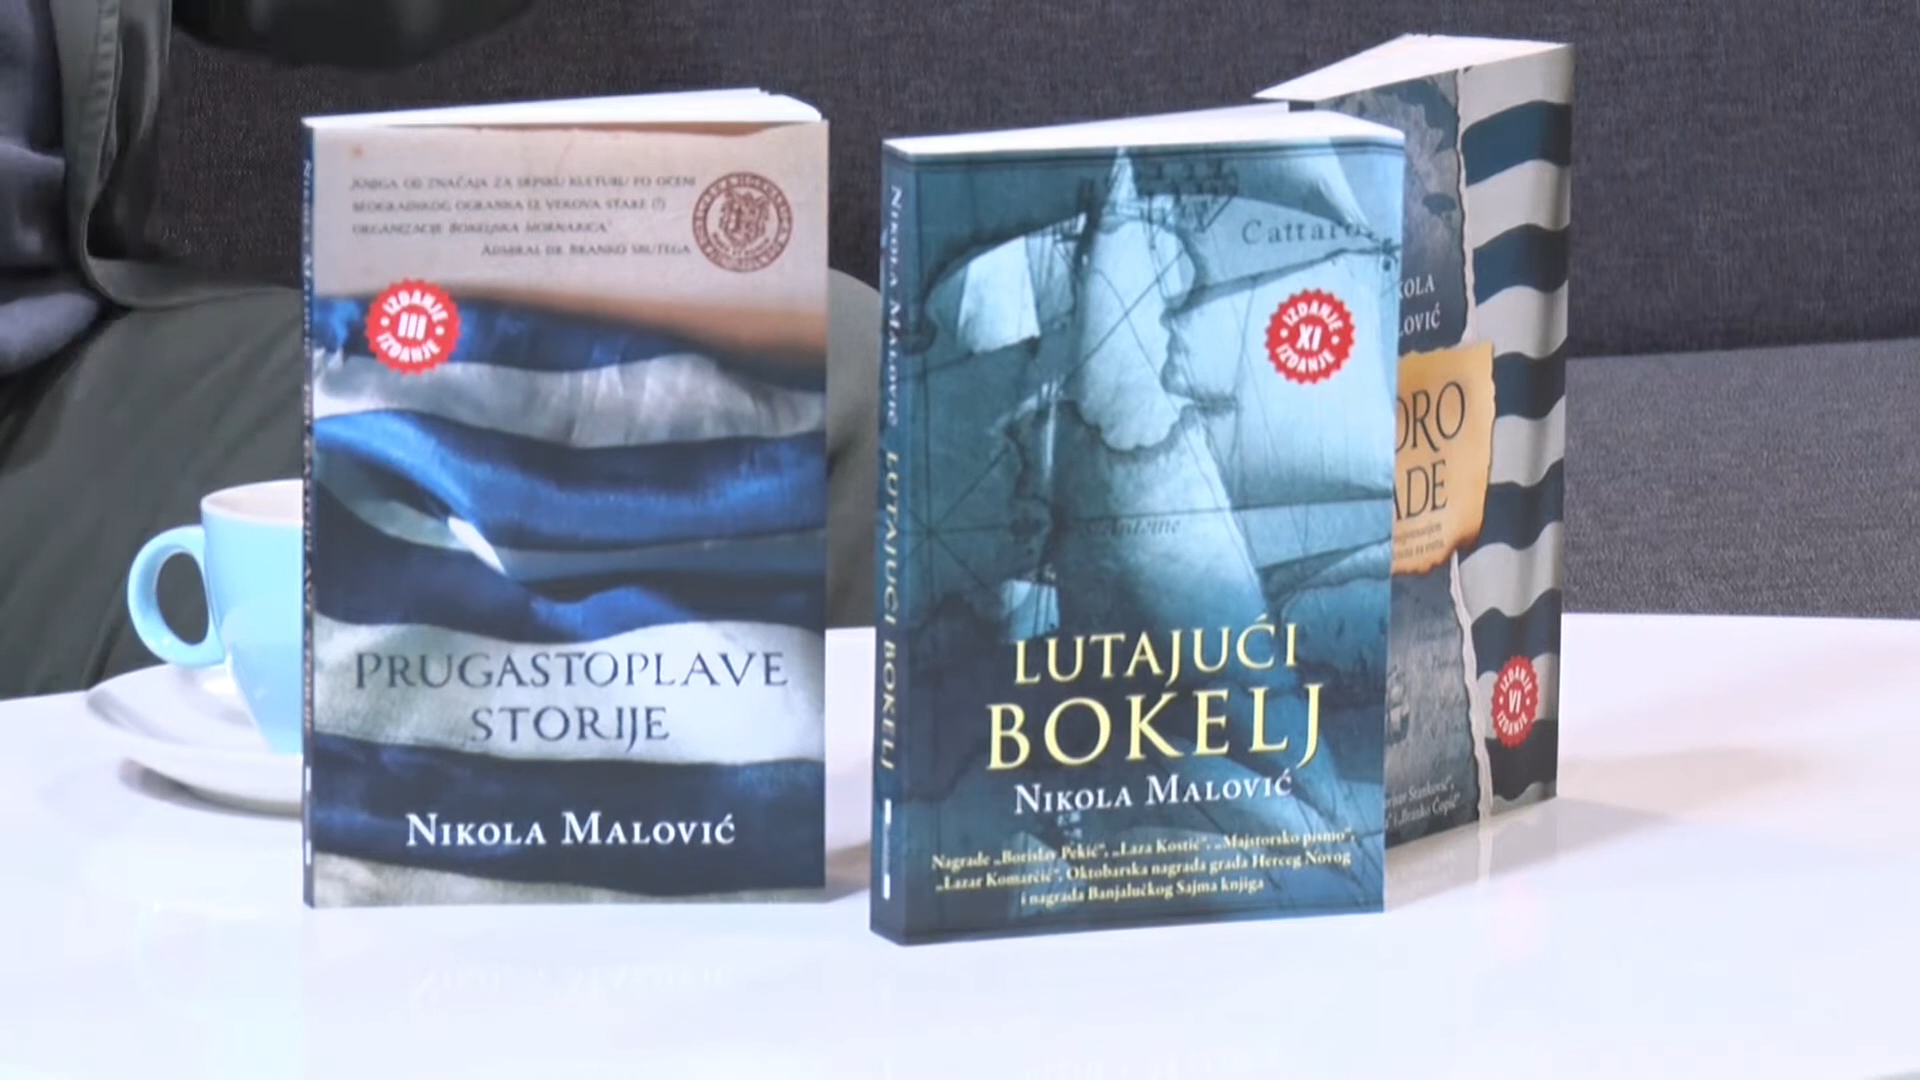 KNJIGA OD ZNAČAJA ZA SRPSKU KULTURU PO OCENI
BEOGRADSKOG OGRANKA IZ VEKOVA STARE (!)
ORGANIZACIJE BOKELJSKA MORNARICA"
ADMIRAL DR BRANKO SBUTEGA
IZDANJE
III
IZDANJE
PRUGASTOPLAVE
STORIJE
NIKOLA MALOVIĆ
NIKOLA MALOVIĆ LUTAJUĆI BOKELJ
Cattaro
IZDANJE
XI
IZDANJE
LUTAJUĆI
BOKELJ
NIKOLA MALOVIĆ
Nagrade „Borislav Pekić", „Laza Kostić", „Majstorsko pismo",
„Lazar Komarčić", Oktobarska nagrada grada Herceg Novog
i nagrada Banjalučkog Sajma knjiga
KOLA
LOVIĆ
ORO
ADE
IZDANJE
VI
IZDANJE
Stanković",
i „Branko Ćopić"